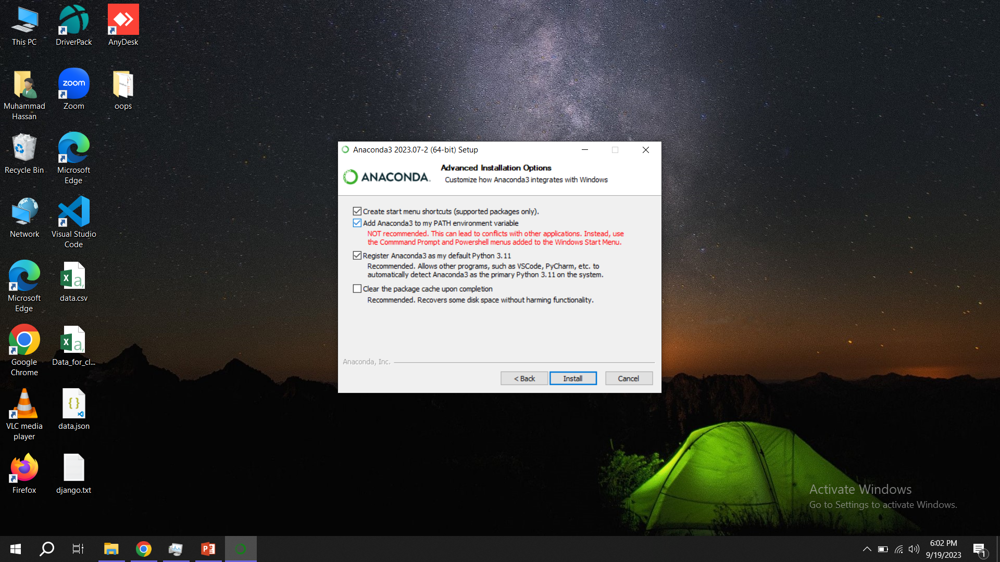 This PC
DriverPack
AnyDesk
Muhammad
Hassan
zoom
Zoom
oops
Recycle Bin
Microsoft
Edge
Network
Visual Studio
Code
Microsoft
Edge
X a,
data.csv
Google
Chrome
X a,
Data_for_cl...
VLC media
player
{ }
data.json
Firefox
django.txt
Anaconda3 2023.07-2 (64-bit) Setup
ANACONDA.
Advanced Installation Options
Customize how Anaconda3 integrates with Windows
Create start menu shortcuts (supported packages only).
Add Anaconda3 to my PATH environment variable
NOT recommended. This can lead to conflicts with other applications. Instead, use
the Commmand Prompt and Powershell menus added to the Windows Start Menu.
Register Anaconda3 as my default Python 3.11
Recommended. Allows other programs, such as VSCode, PyCharm, etc. to
automatically detect Anaconda3 as the primary Python 3.11 on the system.
Clear the package cache upon completion
Recommended. Recovers some disk space without harming functionality.
Anaconda, Inc.
< Back
Install
Cancel
Activate Windows
Go to Settings to activate Windows.
P
6:02 PM
9/19/2023
1